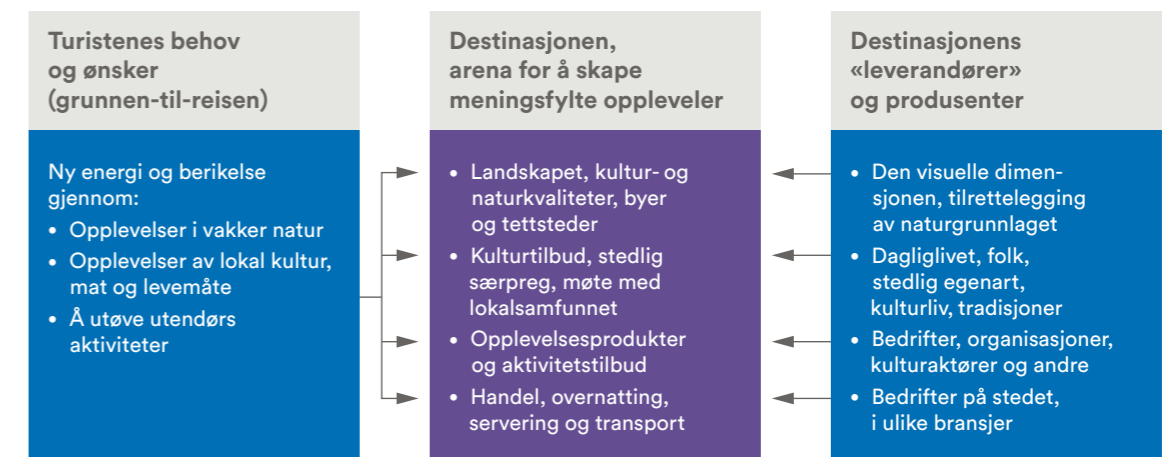 Turistenes behov
og ønsker
(grunnen-til-reisen)
Ny energi og berikelse
gjennom:
• Opplevelser i vakker natur
• Opplevelser av lokal kultur,
mat og levemåte
• Å utøve utendørs
aktiviteter
Destinasjonen,
arena for å skape
meningsfylte oppleveler
• Landskapet, kultur- og
naturkvaliteter, byer
og tettsteder
• Kulturtilbud, stedlig
særpreg, møte med
lokalsamfunnet
• Opplevelsesprodukter
og aktivitetstilbud
• Handel, overnatting,
servering og transport
Destinasjonens
«leverandører»
og produsenter
• Den visuelle dimen-
sjonen, tilrettelegging
av naturgrunnlaget
• Dagliglivet, folk,
stedlig egenart,
kulturliv, tradisjoner
• Bedrifter, organisasjoner,
kulturaktører og andre
• Bedrifter på stedet,
i ulike bransjer